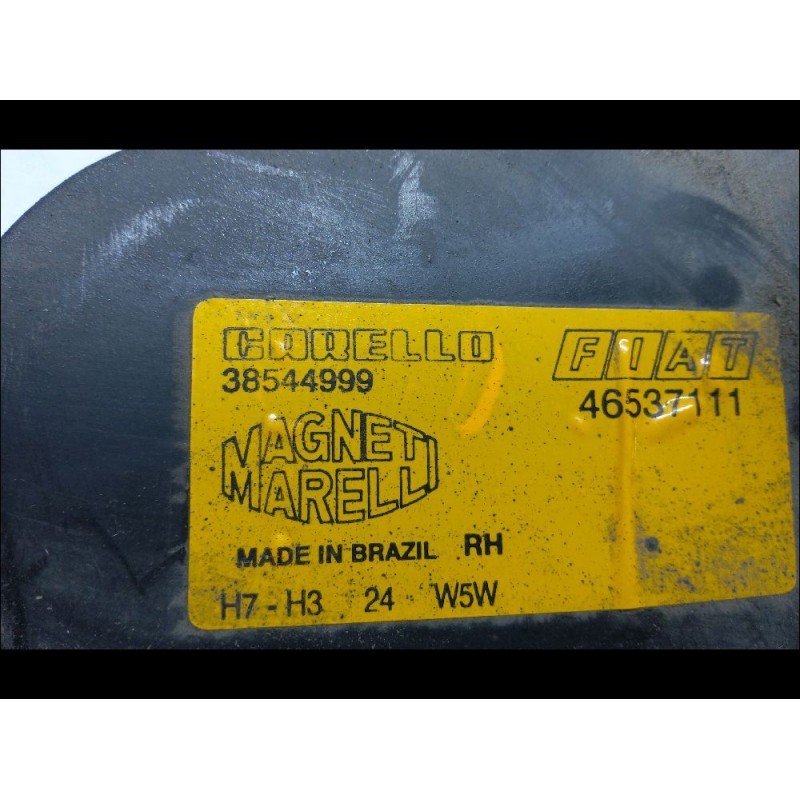 CARELLO
38544999
FIAT
46537111
MAGNETI
MARELLI
MADE IN BRAZIL RH
H7 - H3 24 W5W